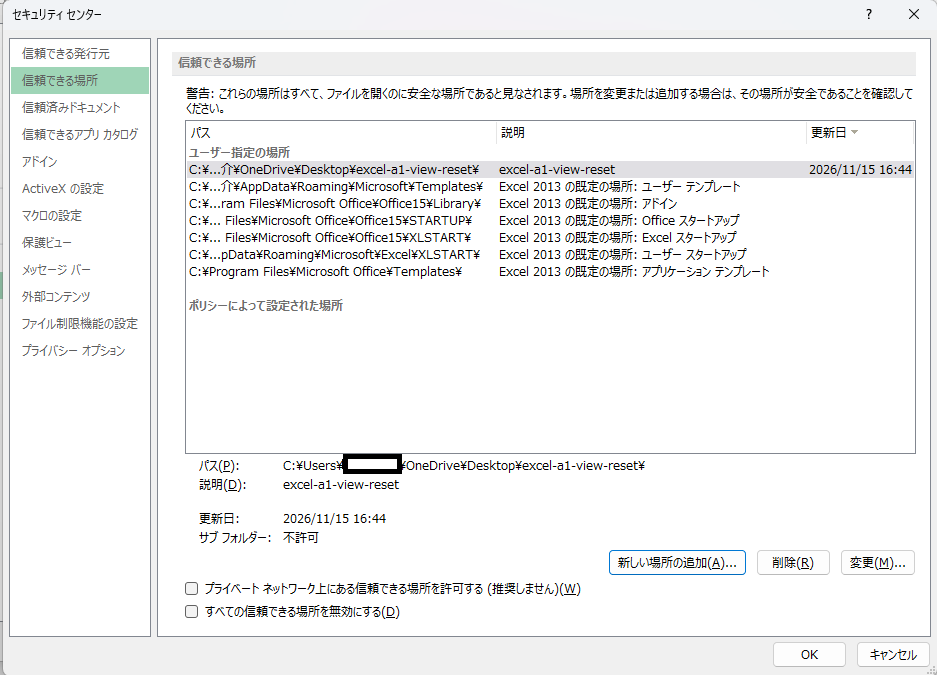 セキュリティ センター
?
信頼できる発行元
信頼できる場所
信頼済みドキュメント
信頼できるアプリ カタログ
アドイン
ActiveX の設定
マクロの設定
保護ビュー
メッセージ バー
外部コンテンツ
ファイル制限機能の設定
プライバシー オプション
信頼できる場所
警告: これらの場所はすべて、ファイルを開くのに安全な場所であると見なされます。場所を変更または追加する場合は、その場所が安全であることを確認して
ください。
パス 説明 更新日
ユーザー指定の場所
C:¥...介¥OneDrive¥Desktop¥excel-a1-view-reset¥ excel-a1-view-reset 2026/11/15 16:44
C:¥...介¥AppData¥Roaming¥Microsoft¥Templates¥ Excel 2013 の既定の場所: ユーザー テンプレート
C:¥...ram Files¥Microsoft Office¥Office15¥Library¥ Excel 2013 の既定の場所: アドイン
C:¥... Files¥Microsoft Office¥Office15¥STARTUP¥ Excel 2013 の既定の場所: Office スタートアップ
C:¥... Files¥Microsoft Office¥Office15¥XLSTART¥ Excel 2013 の既定の場所: Excel スタートアップ
C:¥...pData¥Roaming¥Microsoft¥Excel¥XLSTART¥ Excel 2013 の既定の場所: ユーザー スタートアップ
C:¥Program Files¥Microsoft Office¥Templates¥ Excel 2013 の既定の場所: アプリケーション テンプレート
ポリシーによって設定された場所
パス(P): C:¥Users¥ ¥OneDrive¥Desktop¥excel-a1-view-reset¥
説明(D): excel-a1-view-reset
更新日: 2026/11/15 16:44
サブ フォルダー: 不許可
新しい場所の追加(A)... 削除(R) 変更(M)...
プライベート ネットワーク上にある信頼できる場所を許可する (推奨しません)(W)
すべての信頼できる場所を無効にする(D)
OK キャンセル